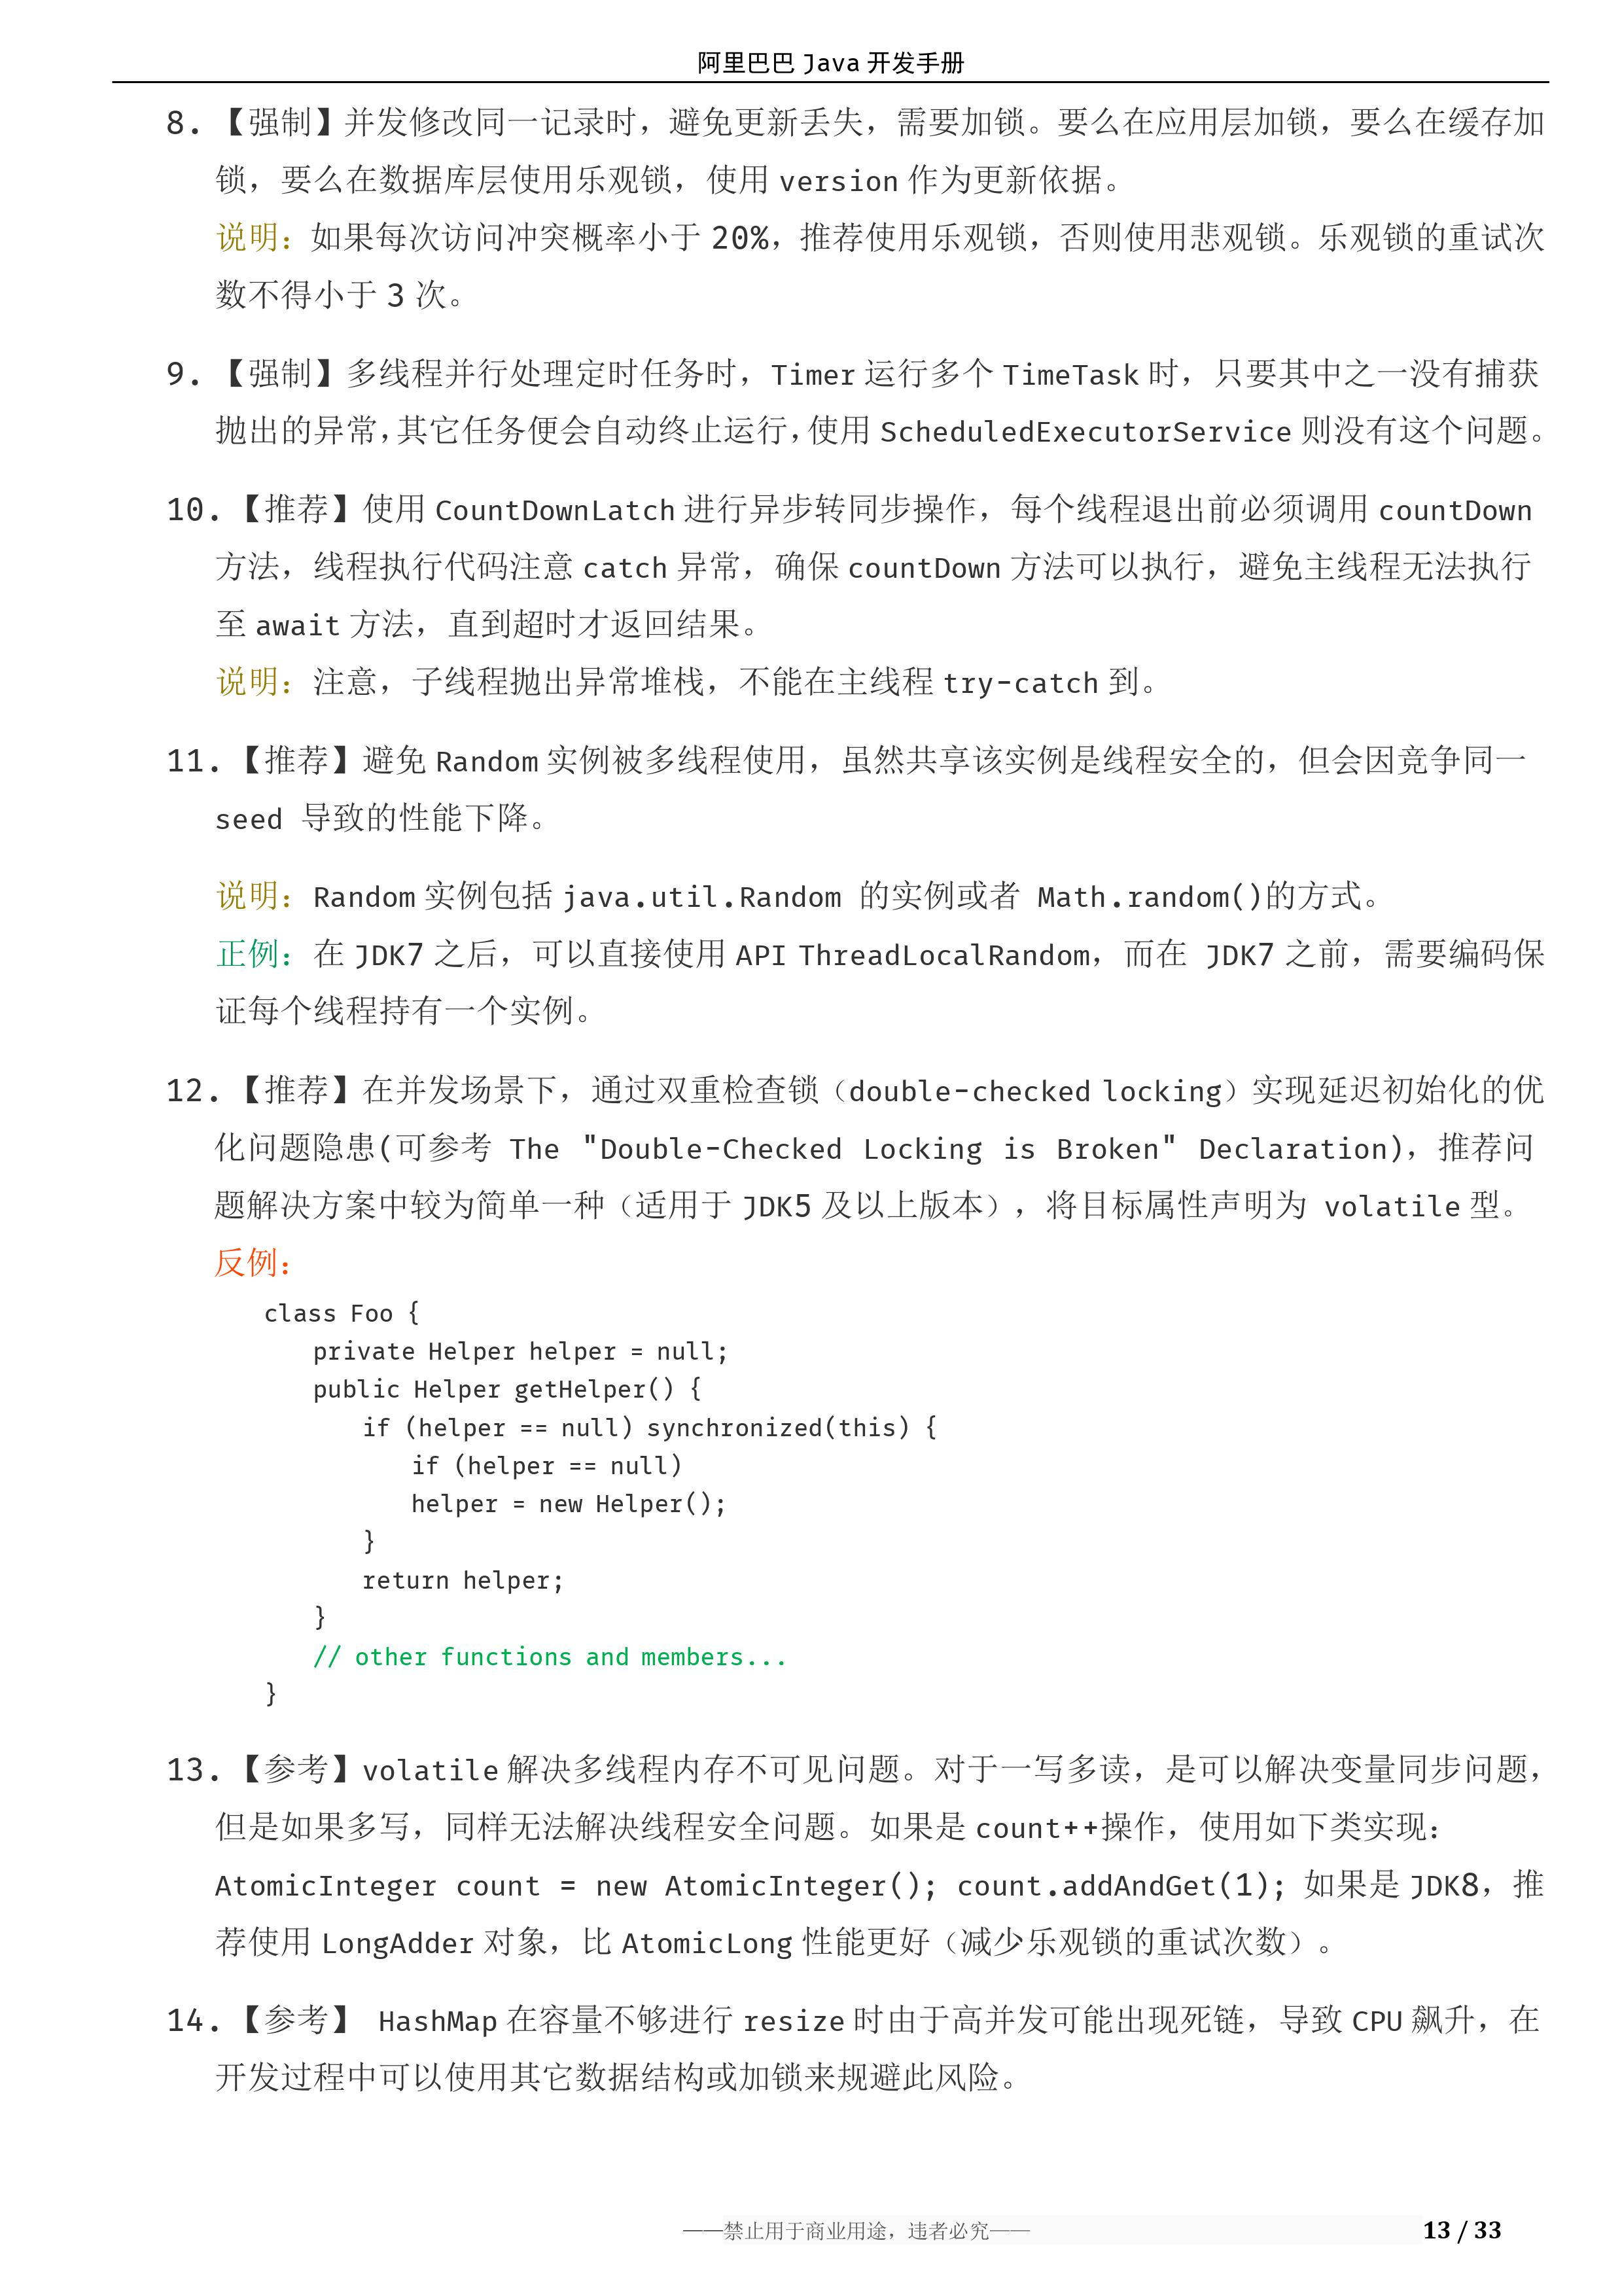 阿里巴巴 Java 开发手册
8. 【强制】并发修改同一记录时，避免更新丢失，需要加锁。要么在应用层加锁，要么在缓存加
锁，要么在数据库层使用乐观锁，使用 version 作为更新依据。
说明：如果每次访问冲突概率小于 20%，推荐使用乐观锁，否则使用悲观锁。乐观锁的重试次
数不得小于 3 次。
9. 【强制】多线程并行处理定时任务时，Timer 运行多个 TimeTask 时，只要其中之一没有捕获
抛出的异常，其它任务便会自动终止运行，使用 ScheduledExecutorService 则没有这个问题。
10. 【推荐】使用 CountDownLatch 进行异步转同步操作，每个线程退出前必须调用 countDown
方法，线程执行代码注意 catch 异常，确保 countDown 方法可以执行，避免主线程无法执行
至 await 方法，直到超时才返回结果。
说明：注意，子线程抛出异常堆栈，不能在主线程 try-catch 到。
11. 【推荐】避免 Random 实例被多线程使用，虽然共享该实例是线程安全的，但会因竞争同一
seed 导致的性能下降。
说明：Random 实例包括 java.util.Random 的实例或者 Math.random()的方式。
正例：在 JDK7 之后，可以直接使用 API ThreadLocalRandom，而在 JDK7 之前，需要编码保
证每个线程持有一个实例。
12. 【推荐】在并发场景下，通过双重检查锁（double-checked locking）实现延迟初始化的优
化问题隐患(可参考 The "Double-Checked Locking is Broken" Declaration)，推荐问
题解决方案中较为简单一种（适用于 JDK5 及以上版本），将目标属性声明为 volatile 型。
反例：
class Foo {
private Helper helper = null;
public Helper getHelper() {
if (helper == null) synchronized(this) {
if (helper == null)
helper = new Helper();
}
return helper;
}
// other functions and members...
}
13. 【参考】volatile 解决多线程内存不可见问题。对于一写多读，是可以解决变量同步问题，
但是如果多写，同样无法解决线程安全问题。如果是 count++操作，使用如下类实现：
AtomicInteger count = new AtomicInteger(); count.addAndGet(1); 如果是 JDK8，推
荐使用 LongAdder 对象，比 AtomicLong 性能更好（减少乐观锁的重试次数）。
14. 【参考】 HashMap 在容量不够进行 resize 时由于高并发可能出现死链，导致 CPU 飙升，在
开发过程中可以使用其它数据结构或加锁来规避此风险。
——禁止用于商业用途，违者必究——
13 / 33